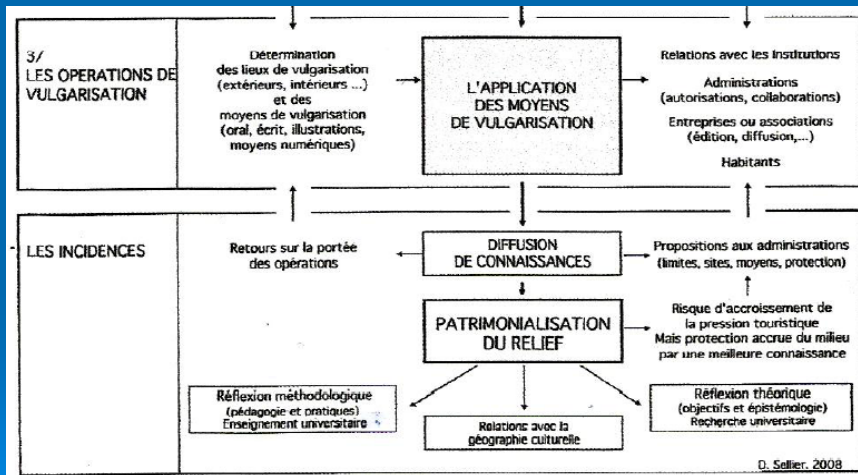 3/
LES OPERATIONS DE
VULGARISATION
Détermination
des lieux de vulgarisation
(extérieurs, intérieurs ...)
et des
moyens de vulgarisation
(oral, écrit, illustrations,
moyens numériques)
L'APPLICATION
DES MOYENS
DE VULGARISATION
Relations avec les institutions
Administrations
(autorisations, collaborations)
Entreprises ou associations
(édition, diffusion,...)
Habitants
LES INCIDENCES
Retours sur la portée
des opérations
DIFFUSION
DE CONNAISSANCES
Propositions aux administrations
(limites, sites, moyens, protection)
PATRIMONIALISATION
DU RELIEF
Risque d'accroissement de
la pression touristique
Mais protection accrue du milieu
par une meilleure connaissance
Réflexion méthodologique
(pédagogie et pratiques)
Enseignement universitaire
Relations avec la
géographie culturelle
Réflexion théorique
(objectifs et épistémologie)
Recherche universitaire
D. Sellier. 2008